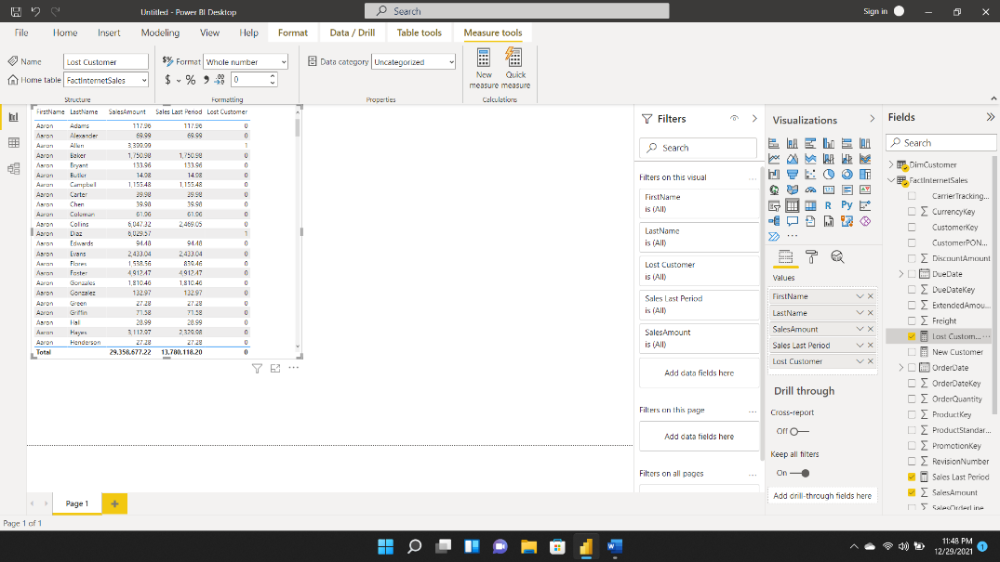 Untitled - Power BI Desktop
Search
Sign in
File
Home
Insert
Modeling
View
Help
Format
Data / Drill
Table tools
Measure tools
Name
Lost Customer
Home table
FactInternetSales
Structure
Format
Whole number
$ % 9 .00 0
Formatting
Data category
Uncategorized
Properties
New measure
Quick measure
Calculations
FirstName LastName SalesAmount Sales Last Period Lost Customer
Aaron Adams 117.96 117.96 0
Aaron Alexander 69.99 69.99 0
Aaron Allen 3,399.99 1
Aaron Baker 1,750.98 1,750.98 0
Aaron Bryant 133.96 133.96 0
Aaron Butler 14.98 14.98 0
Aaron Campbell 1,155.48 1,155.48 0
Aaron Carter 39.98 39.98 0
Aaron Chen 39.98 39.98 0
Aaron Coleman 61.96 61.96 0
Aaron Collins 6,047.32 2,469.05 0
Aaron Diaz 6,029.57 1
Aaron Edwards 94.48 94.48 0
Aaron Evans 2,433.04 2,433.04 0
Aaron Flores 1,538.56 839.46 0
Aaron Foster 4,912.47 4,912.47 0
Aaron Gonzales 1,810.46 1,810.46 0
Aaron Gonzalez 132.97 132.97 0
Aaron Green 27.28 27.28 0
Aaron Griffin 71.58 71.58 0
Aaron Hall 28.99 28.99 0
Aaron Hayes 3,112.97 2,329.98 0
Aaron Henderson 27.28 27.28 0
Total 29,358,677.22 13,780,118.20 0
Filters
Search
Filters on this visual ...
FirstName
is (All)
LastName
is (All)
Lost Customer
is (All)
Sales Last Period
is (All)
SalesAmount
is (All)
Add data fields here
Filters on this page ...
Add data fields here
Filters on all pages ...
Visualizations
123
R Py
...
Values
FirstName
LastName
SalesAmount
Sales Last Period
Lost Customer
Drill through
Cross-report
Off
Keep all filters
On
Add drill-through fields here
Fields
Search
DimCustomer
FactInternetSales
CarrierTracking...
CurrencyKey
CustomerKey
CustomerPON...
DiscountAmount
DueDate
DueDateKey
ExtendedAmou...
Freight
Lost Custom... ...
New Customer
OrderDate
OrderDateKey
OrderQuantity
ProductKey
ProductStandar...
PromotionKey
RevisionNumber
Sales Last Period
SalesAmount
SalesOrderLine
Page 1
+
Page 1 of 1
11:48 PM
12/29/2021
1